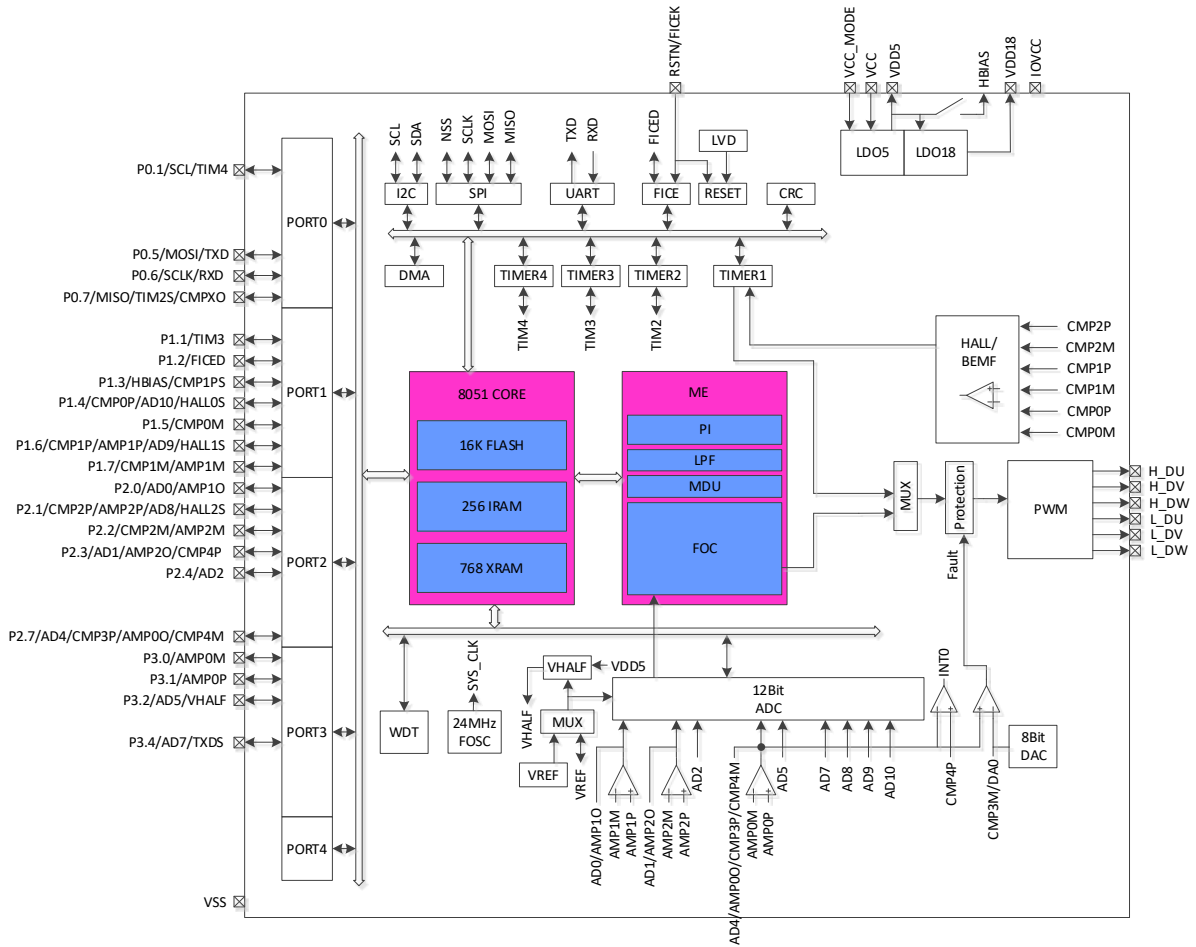 RSTN/FICEK
VCC_MODE
VCC
VDD5
HBIAS
VDD18
IOVCC
SCL
SDA
NSS
SCLK
MOSI
MISO
TXD
RXD
FICED
LVD
LDO5
LDO18
I2C
SPI
UART
FICE
RESET
CRC
DMA
TIMER4
TIMER3
TIMER2
TIMER1
TIM4
TIM3
TIM2
P0.1/SCL/TIM4
P0.5/MOSI/TXD
P0.6/SCLK/RXD
P0.7/MISO/TIM2S/CMPXO
P1.1/TIM3
P1.2/FICED
P1.3/HBIAS/CMP1PS
P1.4/CMP0P/AD10/HALL0S
P1.5/CMP0M
P1.6/CMP1P/AMP1P/AD9/HALL1S
P1.7/CMP1M/AMP1M
P2.0/AD0/AMP1O
P2.1/CMP2P/AMP2P/AD8/HALL2S
P2.2/CMP2M/AMP2M
P2.3/AD1/AMP2O/CMP4P
P2.4/AD2
P2.7/AD4/CMP3P/AMP0O/CMP4M
P3.0/AMP0M
P3.1/AMP0P
P3.2/AD5/VHALF
P3.4/AD7/TXDS
VSS
PORT0
PORT1
PORT2
PORT3
PORT4
8051 CORE
16K FLASH
256 IRAM
768 XRAM
ME
PI
LPF
MDU
FOC
HALL/
BEMF
CMP2P
CMP2M
CMP1P
CMP1M
CMP0P
CMP0M
MUX
Protection
Fault
PWM
H_DU
H_DV
H_DW
L_DU
L_DV
L_DW
WDT
SYS_CLK
24MHz
FOSC
VHALF
VDD5
VHALF
MUX
VREF
VREF
12Bit
ADC
INT0
8Bit
DAC
AD0/AMP1O
AMP1M
AMP1P
AD1/AMP2O
AMP2M
AMP2P
AD2
AD4/AMP0O/CMP3P/CMP4M
AMP0M
AMP0P
AD5
AD7
AD8
AD9
AD10
CMP4P
CMP3M/DA0